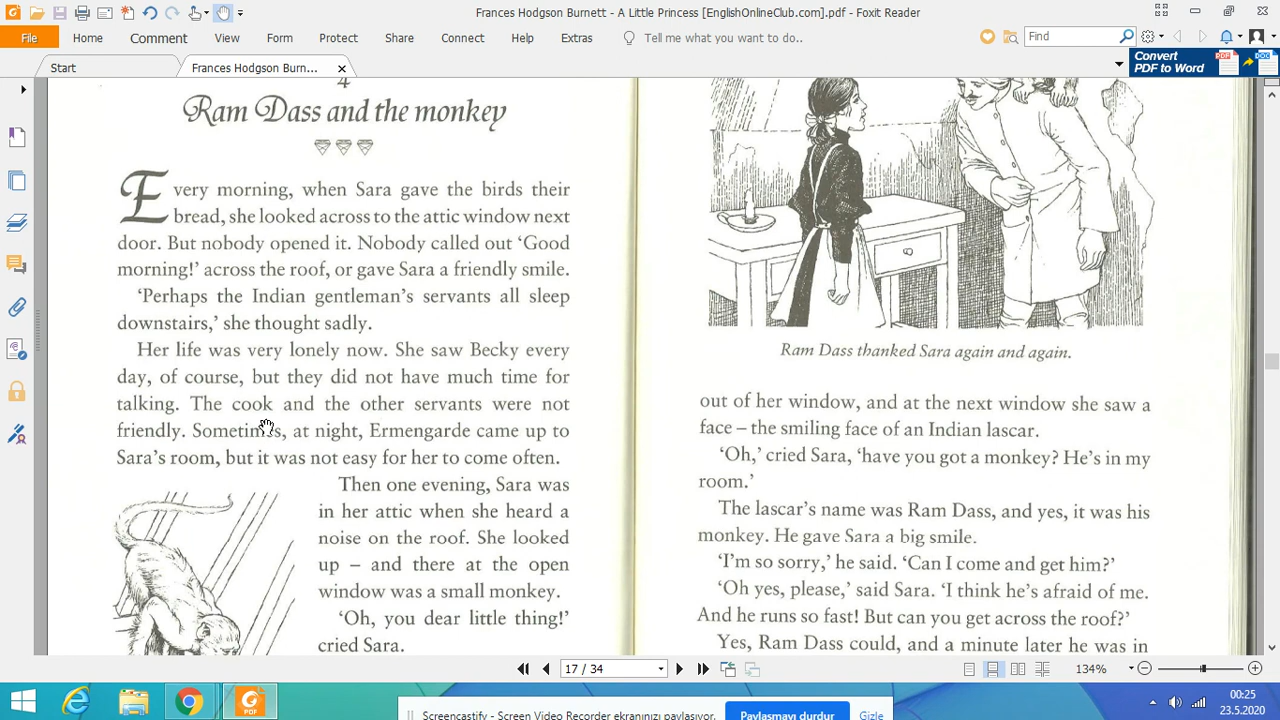 Frances Hodgson Burnett - A Little Princess [EnglishOnlineClub.com].pdf - Foxit Reader
File Home Comment View Form Protect Share Connect Help Extras Tell me what you want to do.. Find
Start Frances Hodgson Burn...
Convert
PDF to Word
4
Ram Dass and the monkey
Every morning, when Sara gave the birds their
bread, she looked across to the attic window next
door. But nobody opened it. Nobody called out ‘Good
morning!’ across the roof, or gave Sara a friendly smile.
‘Perhaps the Indian gentleman’s servants all sleep
downstairs,’ she thought sadly.
Her life was very lonely now. She saw Becky every
day, of course, but they did not have much time for
talking. The cook and the other servants were not
friendly. Sometimes, at night, Ermengarde came up to
Sara’s room, but it was not easy for her to come often.
Then one evening, Sara was
in her attic when she heard a
noise on the roof. She looked
up – and there at the open
window was a small monkey.
‘Oh, you dear little thing!’
cried Sara.
Ram Dass thanked Sara again and again.
out of her window, and at the next window she saw a
face – the smiling face of an Indian lascar.
‘Oh,’ cried Sara, ‘have you got a monkey? He’s in my
room.’
The lascar’s name was Ram Dass, and yes, it was his
monkey. He gave Sara a big smile.
‘I’m so sorry,’ he said. ‘Can I come and get him?’
‘Oh yes, please,’ said Sara. ‘I think he’s afraid of me.
And he runs so fast! But can you get across the roof?’
Yes, Ram Dass could, and a minute later he was in
17 / 34
134%
Screencastify - Screen Video Recorder ekranınızı paylaşıyor. Paylaşmayı durdur Gizle
00:25
23.5.2020